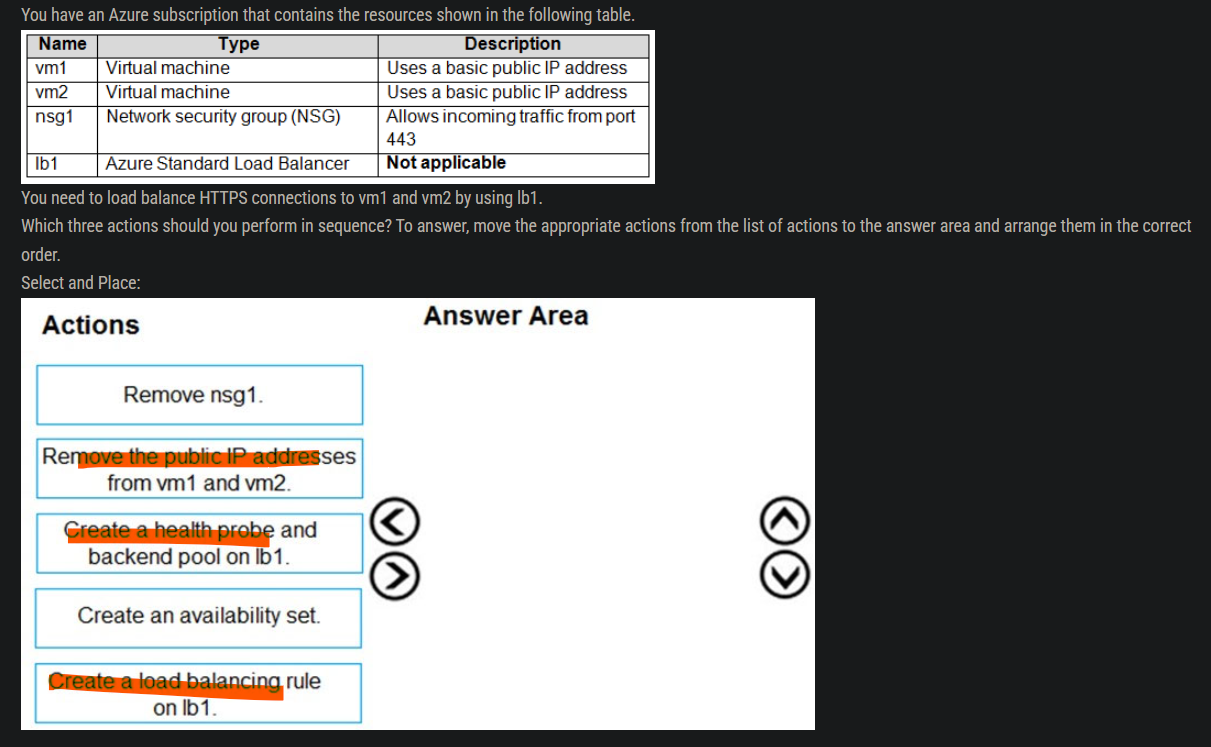 You have an Azure subscription that contains the resources shown in the following table.
Name Type Description
vm1 Virtual machine Uses a basic public IP address
vm2 Virtual machine Uses a basic public IP address
nsg1 Network security group (NSG) Allows incoming traffic from port
443
lb1 Azure Standard Load Balancer Not applicable
You need to load balance HTTPS connections to vm1 and vm2 by using lb1.
Which three actions should you perform in sequence? To answer, move the appropriate actions from the list of actions to the answer area and arrange them in the correct
order.
Select and Place:
Actions
Answer Area
Remove nsg1.
Remove the public IP addresses
from vm1 and vm2.
Create a health probe and
backend pool on lb1.
Create an availability set.
Create a load balancing rule
on lb1.